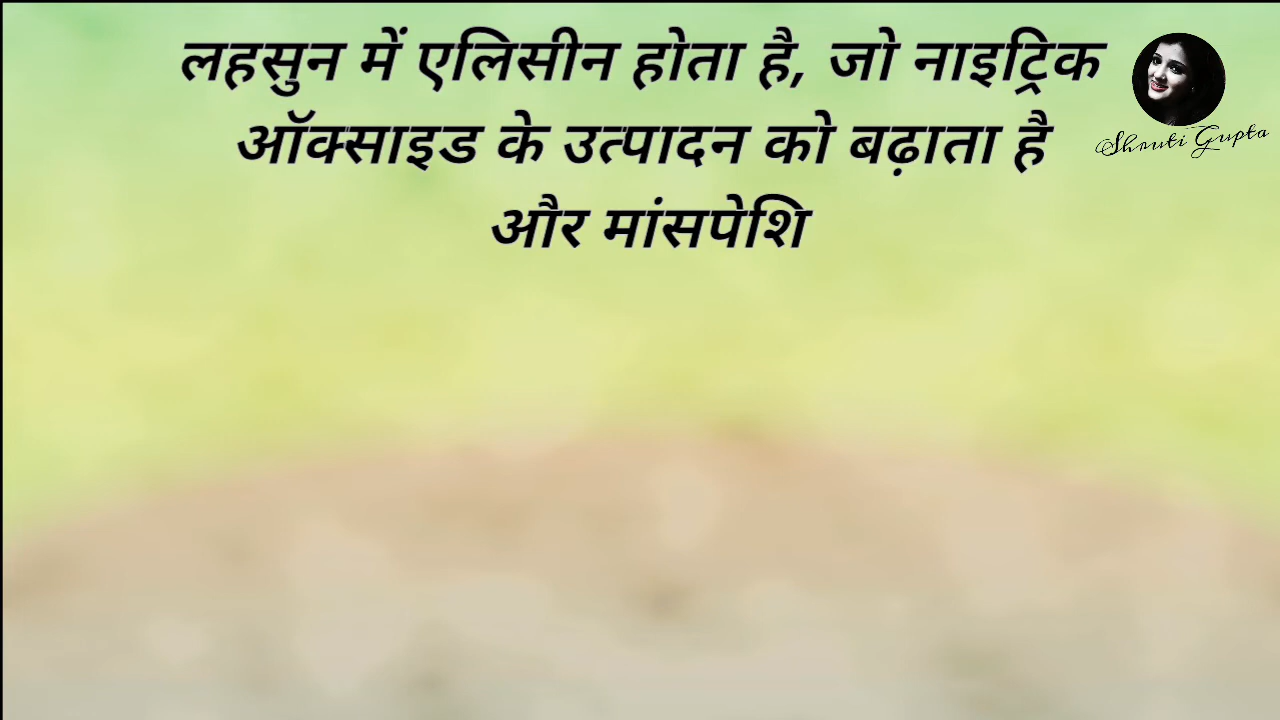 लहसुन में एलिसीन होता है, जो नाइट्रिक
ऑक्साइड के उत्पादन को बढ़ाता है
और मांसपेशि
Shruti Gupta